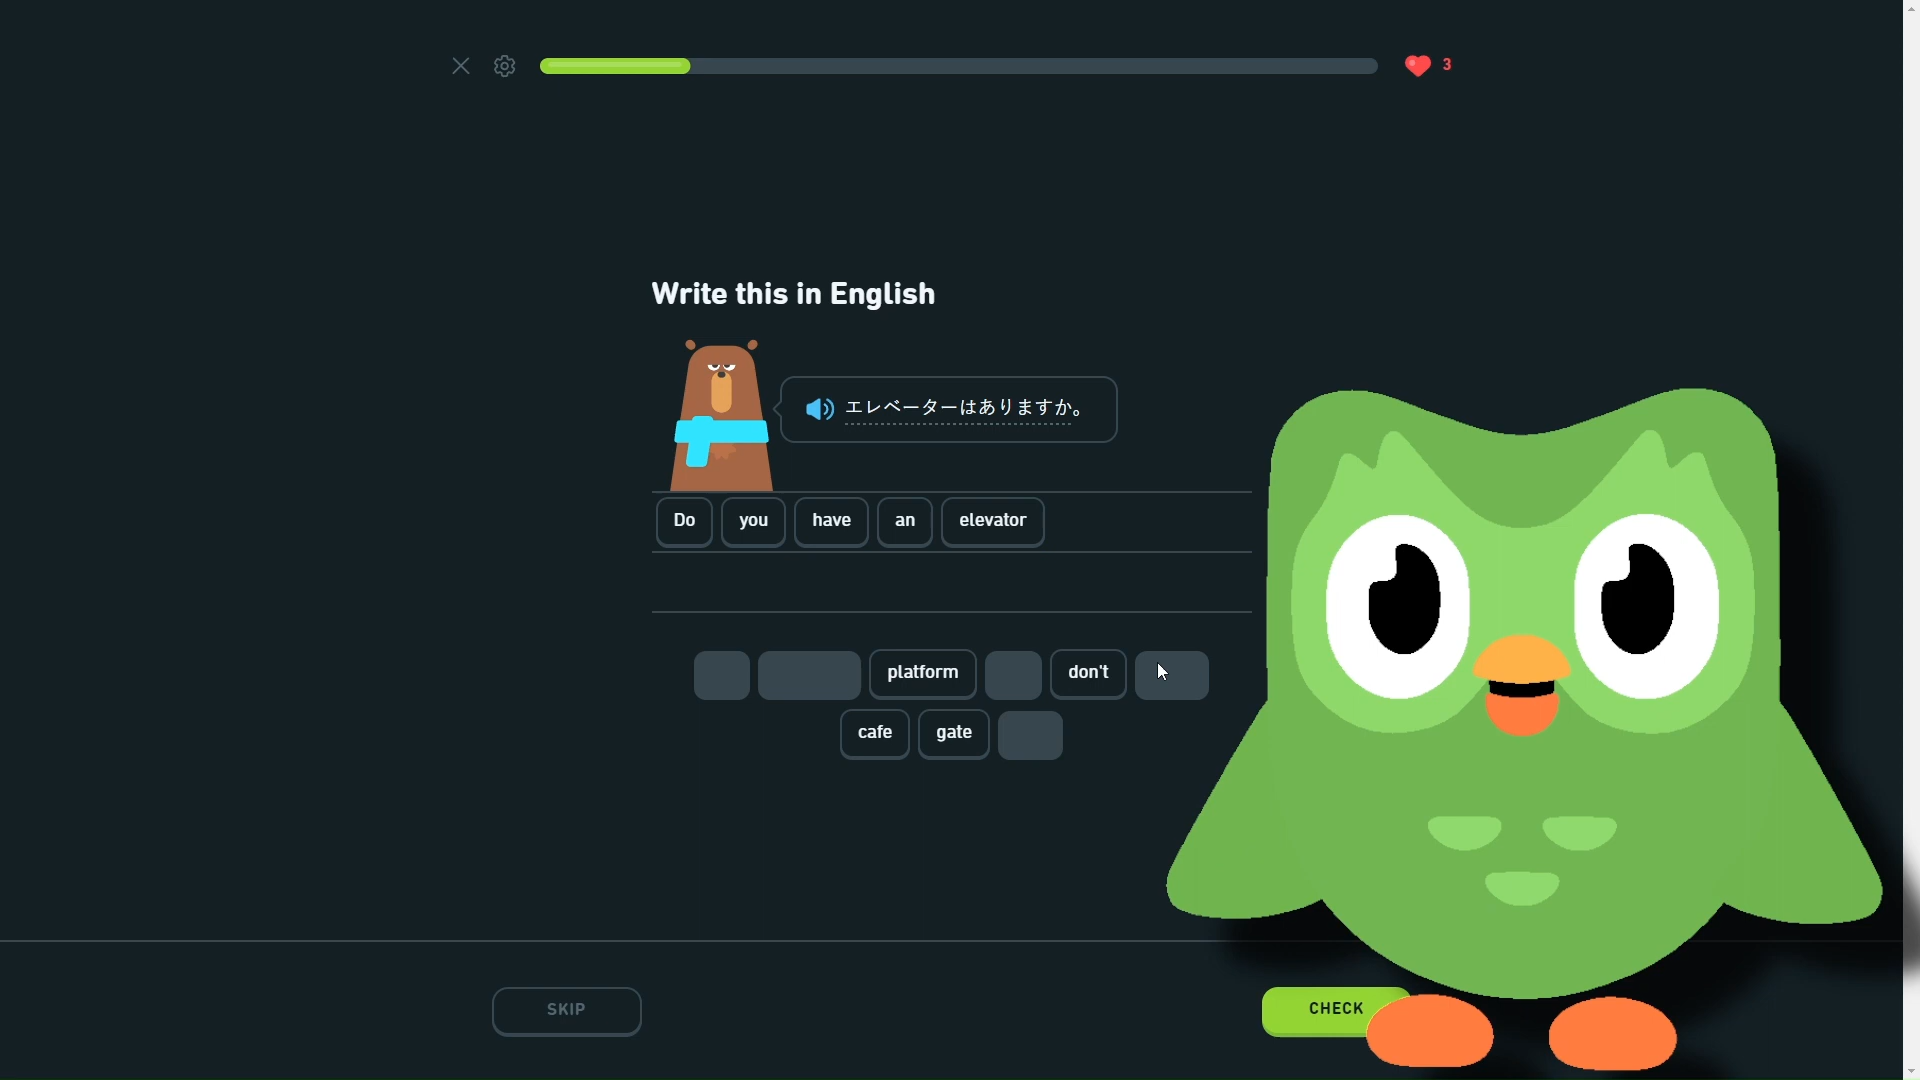 3
Write this in English
エレベーターはありますか。
Do you have an elevator
platform don't
cafe gate
SKIP CHECK